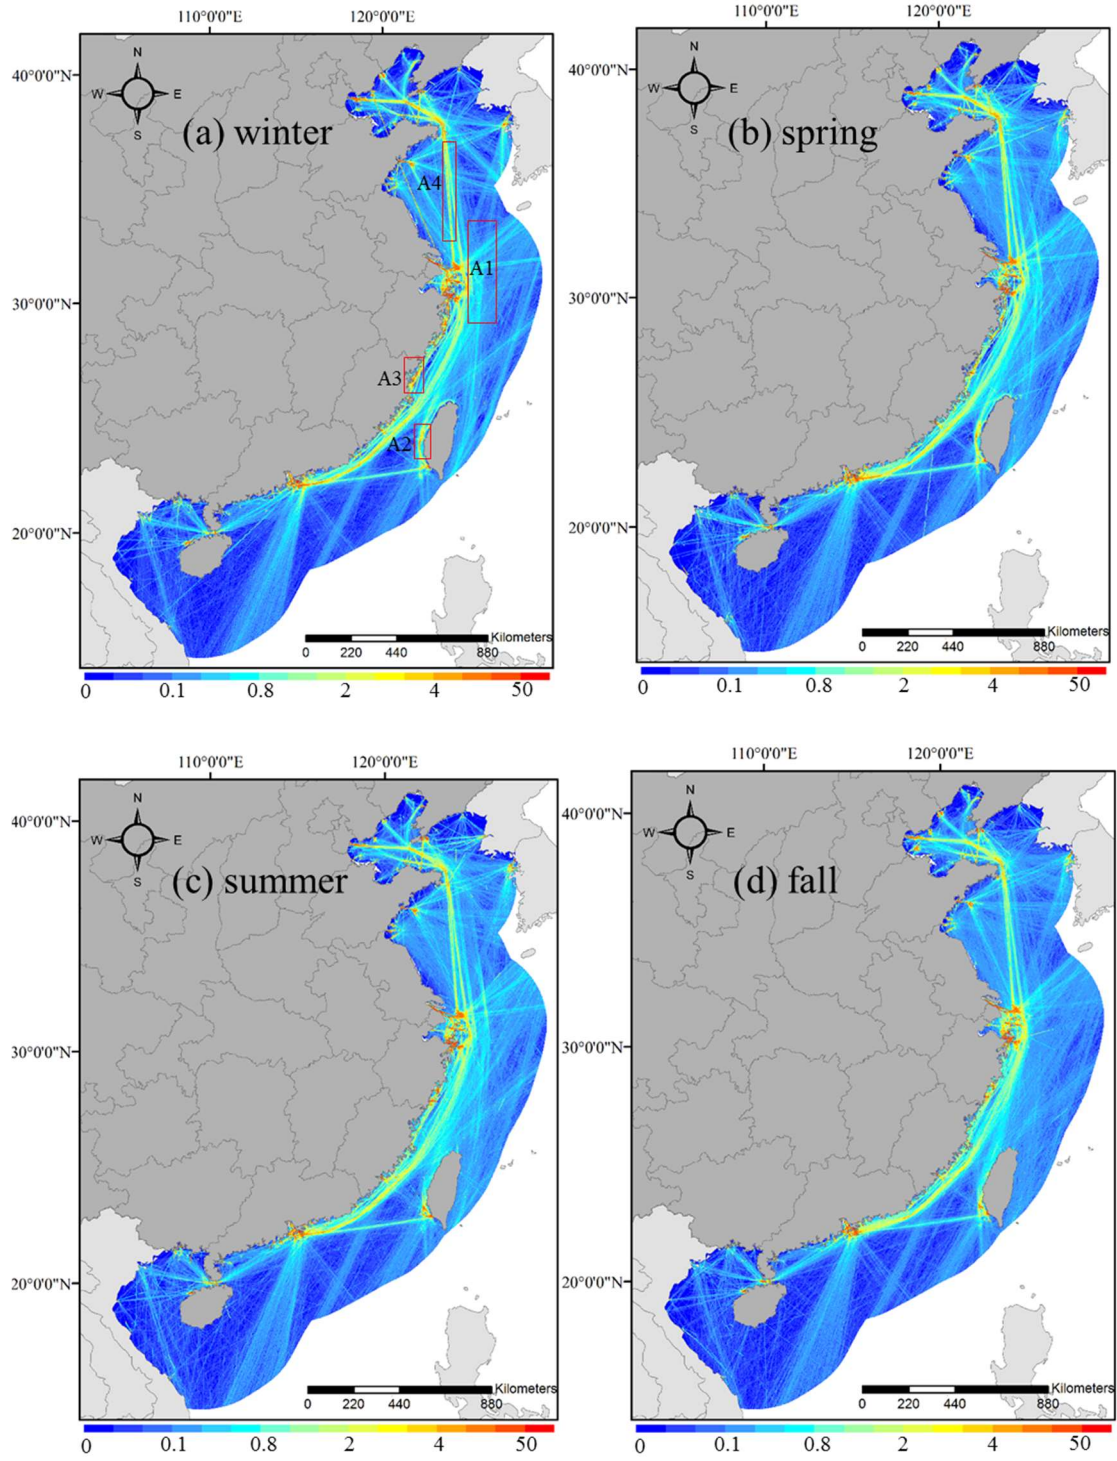 110°0'0"E 120°0'0"E
40°0'0"N
N
W E
S
(a) winter
A4
A1
30°0'0"N
A3
A2
20°0'0"N
Kilometers
0 220 440 880
0 0.1 0.8 2 4 50
110°0'0"E 120°0'0"E
40°0'0"N
N
W E
S
(b) spring
30°0'0"N
20°0'0"N
Kilometers
0 220 440 880
0 0.1 0.8 2 4 50
110°0'0"E 120°0'0"E
40°0'0"N
N
W E
S
(c) summer
30°0'0"N
20°0'0"N
Kilometers
0 220 440 880
0 0.1 0.8 2 4 50
110°0'0"E 120°0'0"E
40°0'0"N
N
W E
S
(d) fall
30°0'0"N
20°0'0"N
Kilometers
0 220 440 880
0 0.1 0.8 2 4 50